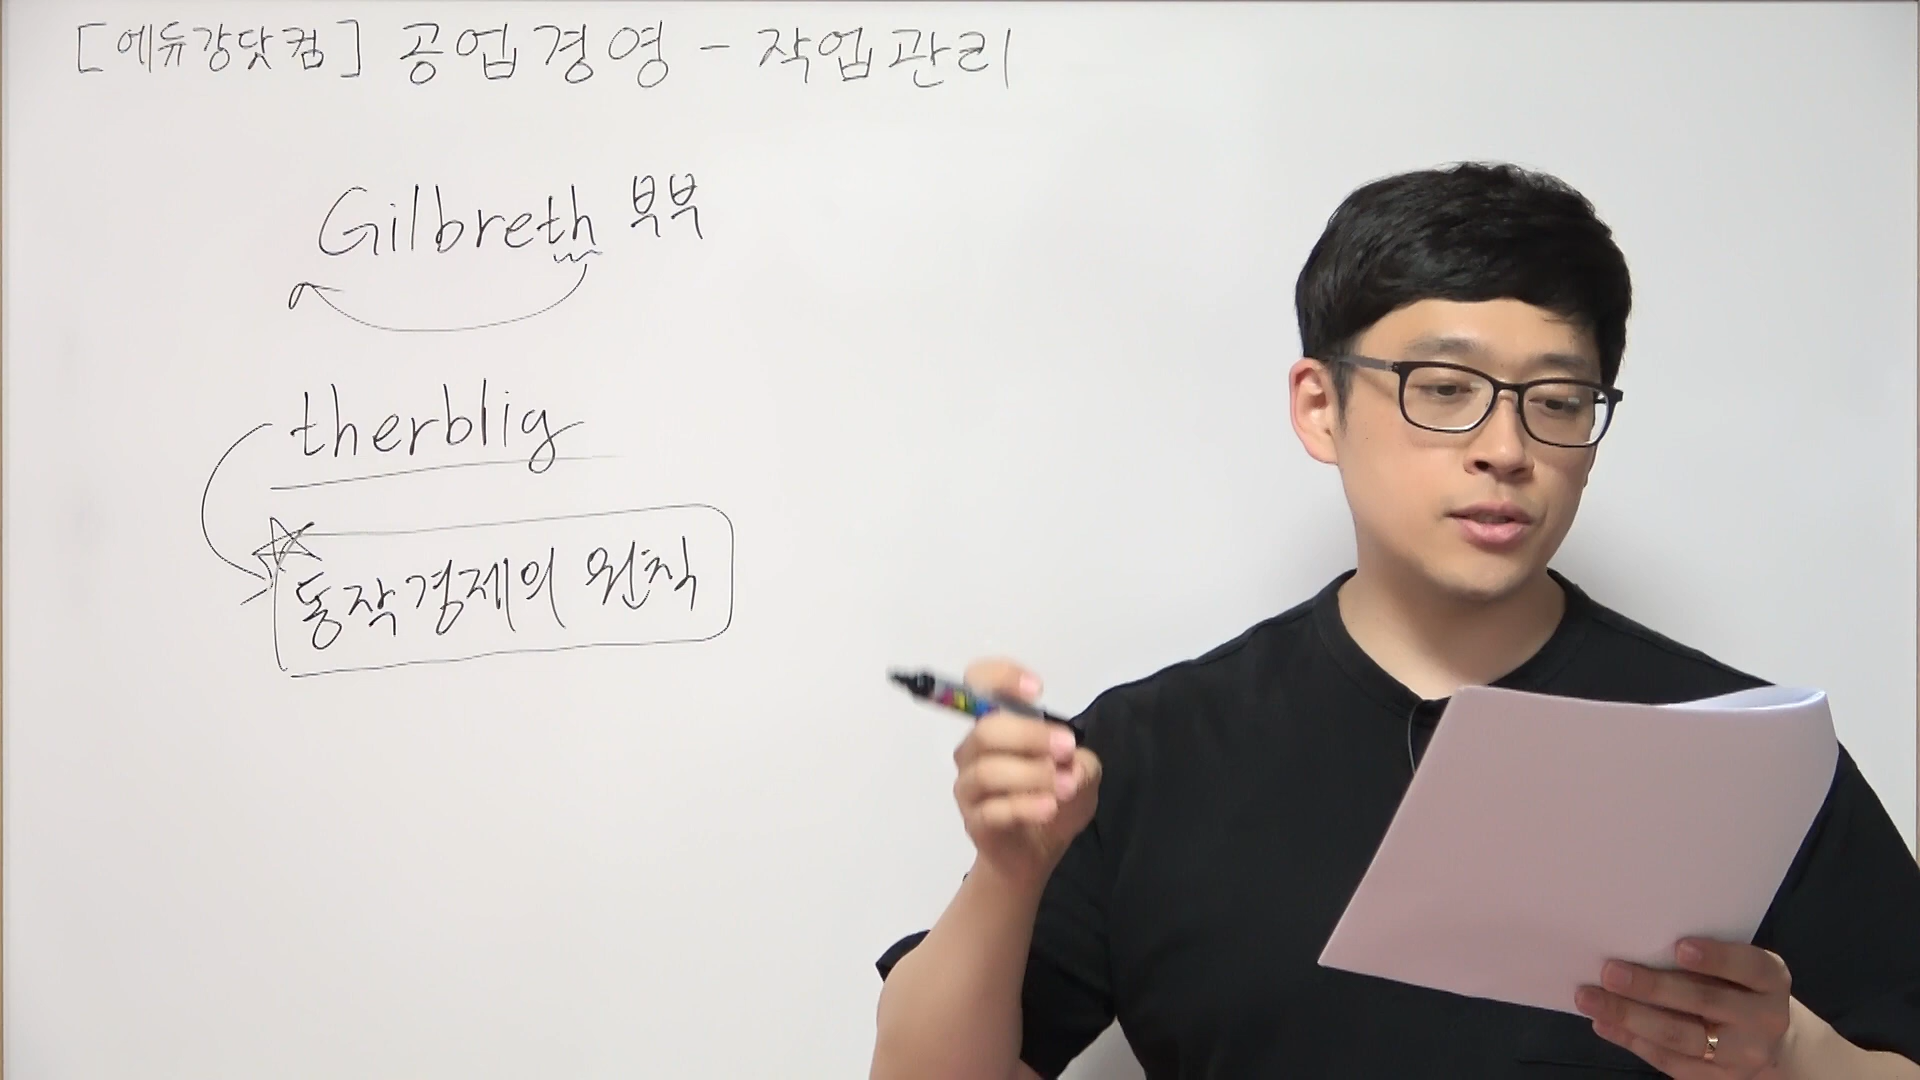 [에듀강닷컴] 공업경영 - 작업관리
Gilbreth 부부
therblig
동작경제의 원칙